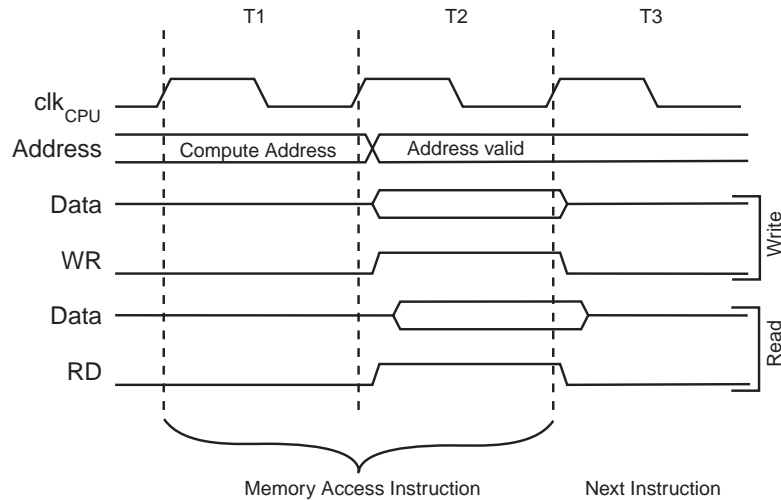 T1 T2 T3
clkCPU
Address Compute Address Address valid
Data
WR
Write
Data
RD
Read
Memory Access Instruction Next Instruction